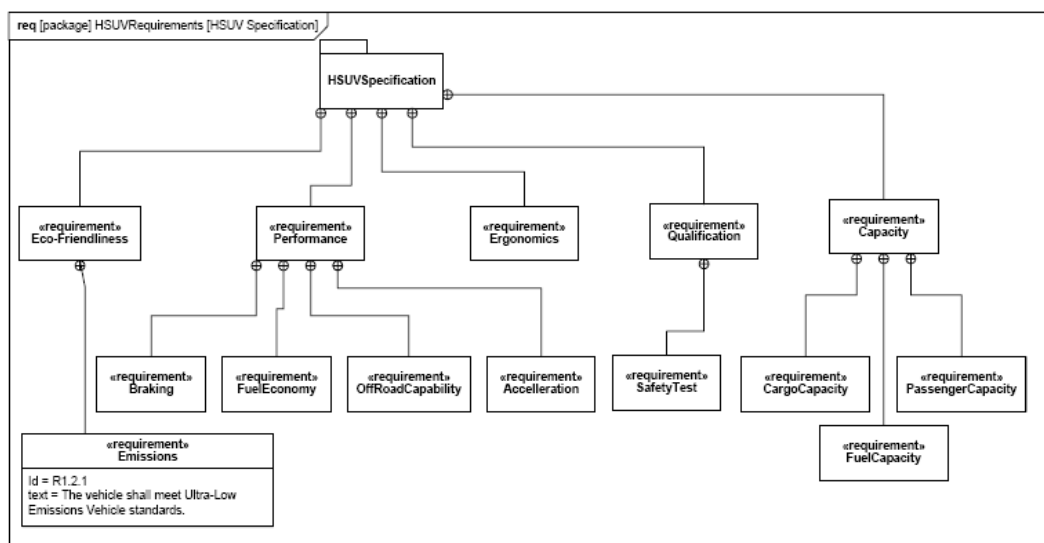 req [package] HSUVRequirements [HSUV Specification]
HSUVSpecification
«requirement»
Eco-Friendliness
«requirement»
Performance
«requirement»
Ergonomics
«requirement»
Qualification
«requirement»
Capacity
«requirement»
Braking
«requirement»
FuelEconomy
«requirement»
OffRoadCapability
«requirement»
Accelleration
«requirement»
SafetyTest
«requirement»
CargoCapacity
«requirement»
PassengerCapacity
«requirement»
FuelCapacity
«requirement»
Emissions
Id = R1.2.1
text = The vehicle shall meet Ultra-Low
Emissions Vehicle standards.